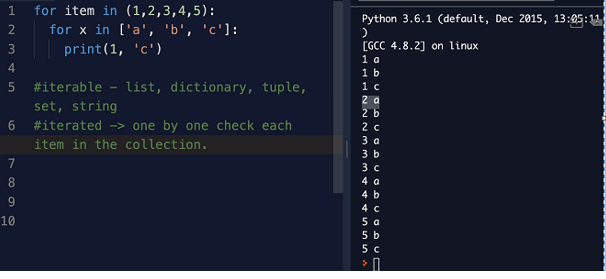 1 for item in (1,2,3,4,5):
2 for x in ['a', 'b', 'c']:
3 print(1, 'c')
4
5 #iterable – list, dictionary, tuple,
set, string
6 #iterated -> one by one check each
item in the collection.
7
8
9
10
Python 3.6.1 (default, Dec 2015, 13:05:11
)
[GCC 4.8.2] on linux
1 a
1 b
1 c
2 a
2 b
2 c
3 a
3 b
3 c
4 a
4 b
4 c
5 a
5 b
5 c
>